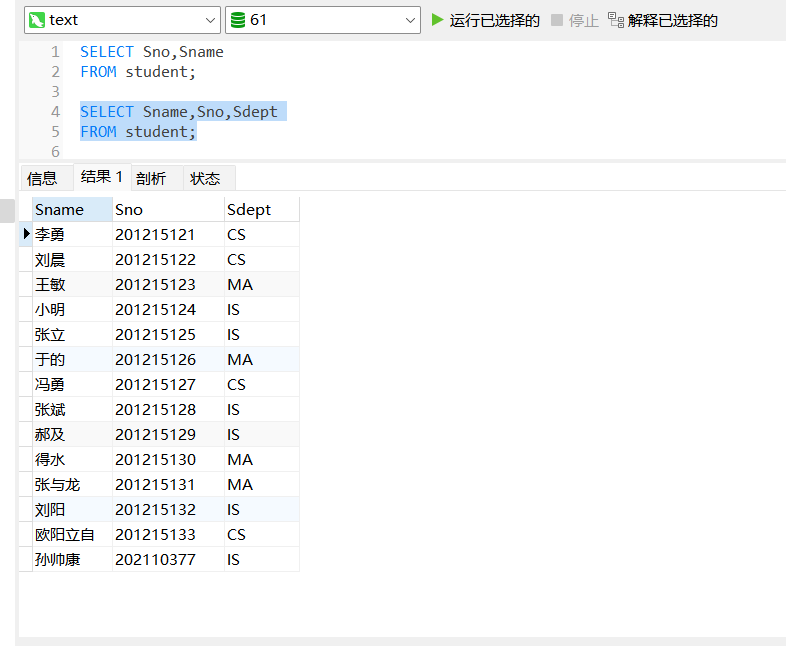 text 61 运行已选择的 停止 解释已选择的
1 SELECT Sno,Sname
2 FROM student;
3
4 SELECT Sname,Sno,Sdept
5 FROM student;
6
信息 结果 1 剖析 状态
Sname Sno Sdept
李勇 201215121 CS
刘晨 201215122 CS
王敏 201215123 MA
小明 201215124 IS
张立 201215125 IS
于的 201215126 MA
冯勇 201215127 CS
张斌 201215128 IS
郝及 201215129 IS
得水 201215130 MA
张与龙 201215131 MA
刘阳 201215132 IS
欧阳立自 201215133 CS
孙帅康 202110377 IS